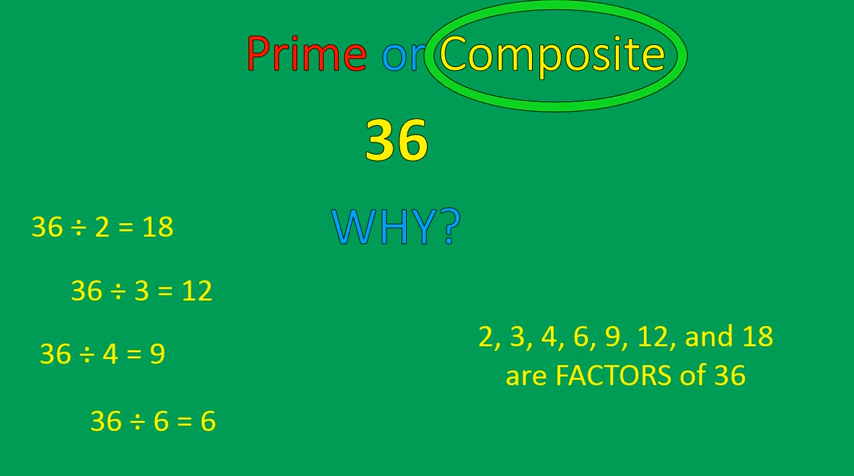 Prime or Composite
36
WHY?
36 ÷ 2 = 18
36 ÷ 3 = 12
36 ÷ 4 = 9
36 ÷ 6 = 6
2, 3, 4, 6, 9, 12, and 18
are FACTORS of 36